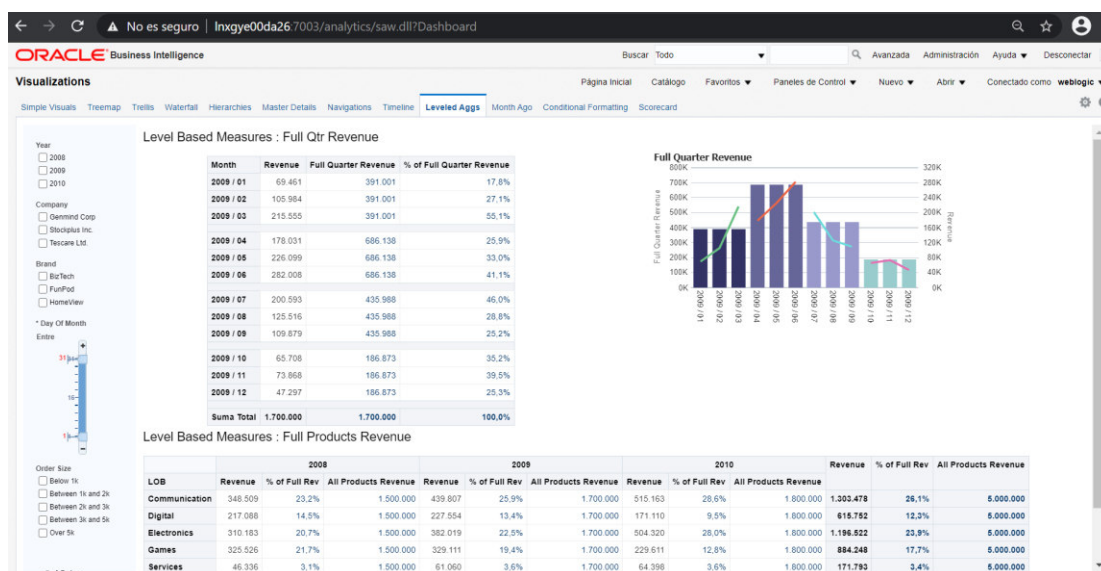 No es seguro | lnxgye00da26:7003/analytics/saw.dll?Dashboard
ORACLE Business Intelligence
Buscar Todo Avanzada Administración Ayuda Desconectar
Visualizations
Página Inicial Catálogo Favoritos Paneles de Control Nuevo Abrir Conectado como weblogic
Simple Visuals Treemap Trellis Waterfall Hierarchies Master Details Navigations Timeline Leveled Aggs Month Ago Conditional Formatting Scorecard
Year
2008
2009
2010
Company
Genmind Corp
Stockplus Inc.
Tescare Ltd.
Brand
BizTech
FunPod
HomeView
* Day Of Month
Entre
+
31
16
1
−
Order Size
Below 1k
Between 1k and 2k
Between 2k and 3k
Between 3k and 5k
Over 5k
Level Based Measures : Full Qtr Revenue
Month Revenue Full Quarter Revenue % of Full Quarter Revenue
2009 / 01 69.461 391.001 17,8%
2009 / 02 105.984 391.001 27,1%
2009 / 03 215.555 391.001 55,1%
2009 / 04 178.031 686.138 25,9%
2009 / 05 226.099 686.138 33,0%
2009 / 06 282.008 686.138 41,1%
2009 / 07 200.593 435.988 46,0%
2009 / 08 125.516 435.988 28,8%
2009 / 09 109.879 435.988 25,2%
2009 / 10 65.708 186.873 35,2%
2009 / 11 73.868 186.873 39,5%
2009 / 12 47.297 186.873 25,3%
Suma Total 1.700.000 1.700.000 100,0%
Full Quarter Revenue
800K
700K
600K
500K
400K
300K
200K
100K
0K
Full Quarter Revenue
320K
280K
240K
200K
160K
120K
80K
40K
0K
Revenue
2009 / 01
2009 / 02
2009 / 03
2009 / 04
2009 / 05
2009 / 06
2009 / 07
2009 / 08
2009 / 09
2009 / 10
2009 / 11
2009 / 12
Level Based Measures : Full Products Revenue
2008 2009 2010 Revenue % of Full Rev All Products Revenue
LOB Revenue % of Full Rev All Products Revenue Revenue % of Full Rev All Products Revenue Revenue % of Full Rev All Products Revenue
Communication 348.509 23,2% 1.500.000 439.807 25,9% 1.700.000 515.163 28,6% 1.800.000 1.303.478 26,1% 5.000.000
Digital 217.088 14,5% 1.500.000 227.554 13,4% 1.700.000 171.110 9,5% 1.800.000 615.752 12,3% 5.000.000
Electronics 310.183 20,7% 1.500.000 382.019 22,5% 1.700.000 504.320 28,0% 1.800.000 1.196.522 23,9% 5.000.000
Games 325.526 21,7% 1.500.000 329.111 19,4% 1.700.000 229.611 12,8% 1.800.000 884.248 17,7% 5.000.000
Services 46.336 3,1% 1.500.000 61.060 3,6% 1.700.000 64.398 3,6% 1.800.000 171.793 3,4% 5.000.000